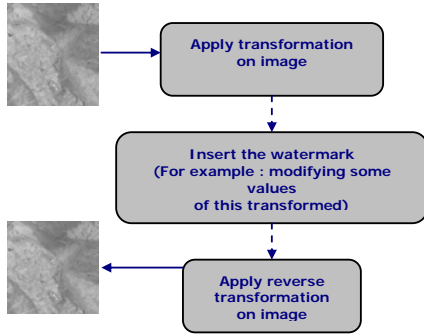 Apply transformation
on image
Insert the watermark
(For example : modifying some
values
of this transformed)
Apply reverse
transformation
on image